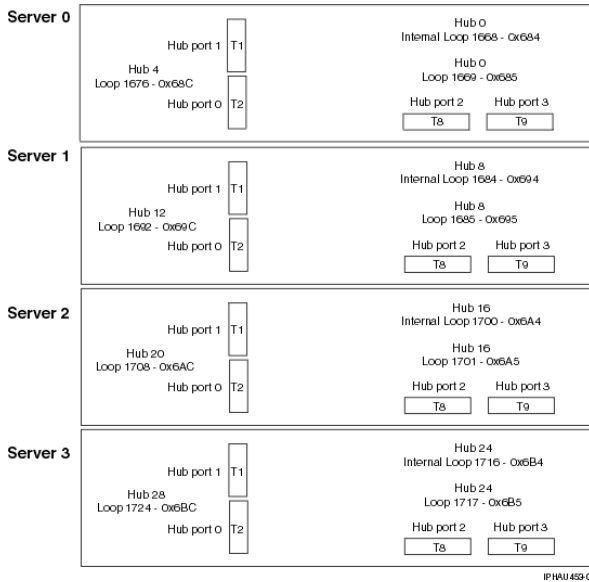 Server 0
Hub port 1
T1
Hub 4
Loop 1676 - 0x68C
Hub port 0
T2
Hub 0
Internal Loop 1668 - 0x684
Hub 0
Loop 1669 - 0x685
Hub port 2
Hub port 3
T8
T9
Server 1
Hub port 1
T1
Hub 12
Loop 1692 - 0x69C
Hub port 0
T2
Hub 8
Internal Loop 1684 - 0x694
Hub 8
Loop 1685 - 0x695
Hub port 2
Hub port 3
T8
T9
Server 2
Hub port 1
T1
Hub 20
Loop 1708 - 0x6AC
Hub port 0
T2
Hub 16
Internal Loop 1700 - 0x6A4
Hub 16
Loop 1701 - 0x6A5
Hub port 2
Hub port 3
T8
T9
Server 3
Hub port 1
T1
Hub 28
Loop 1724 - 0x6BC
Hub port 0
T2
Hub 24
Internal Loop 1716 - 0x6B4
Hub 24
Loop 1717 - 0x6B5
Hub port 2
Hub port 3
T8
T9
IPHAU459-0